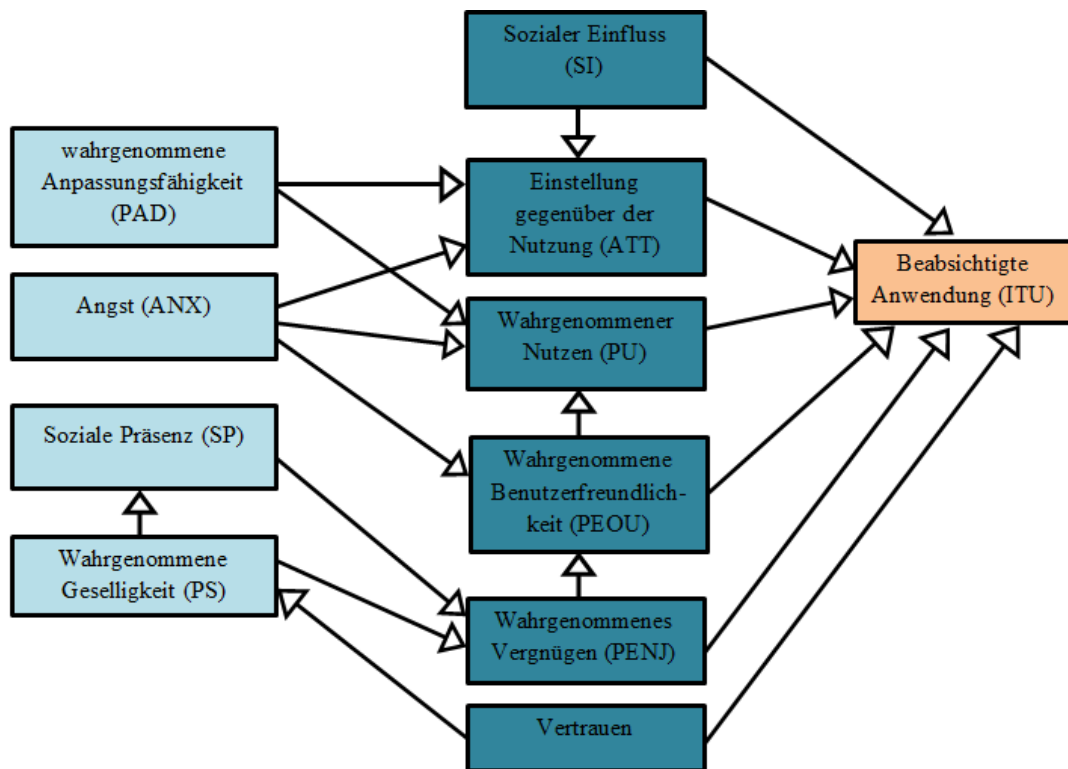 Sozialer Einfluss
(SI)
wahrgenommene
Anpassungsfähigkeit
(PAD)
Einstellung
gegenüber der
Nutzung (ATT)
Beabsichtigte
Anwendung (ITU)
Angst (ANX)
Wahrgenommener
Nutzen (PU)
Soziale Präsenz (SP)
Wahrgenommene
Benutzerfreundlich-
keit (PEOU)
Wahrgenommene
Geselligkeit (PS)
Wahrgenommenes
Vergnügen (PENJ)
Vertrauen